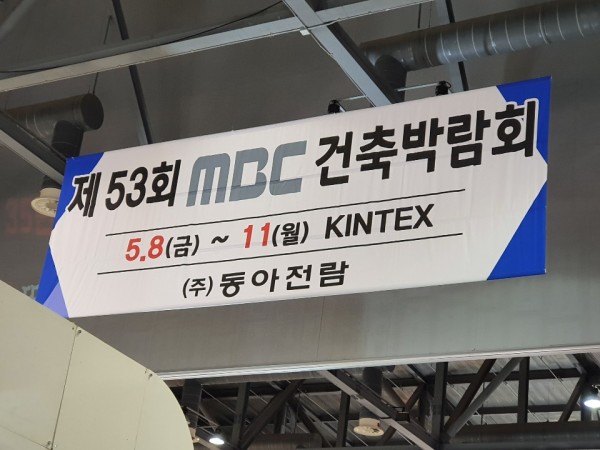 제 53회 MBC 건축박람회
5.8(금) ~ 11(월) KINTEX
(주) 동아전람